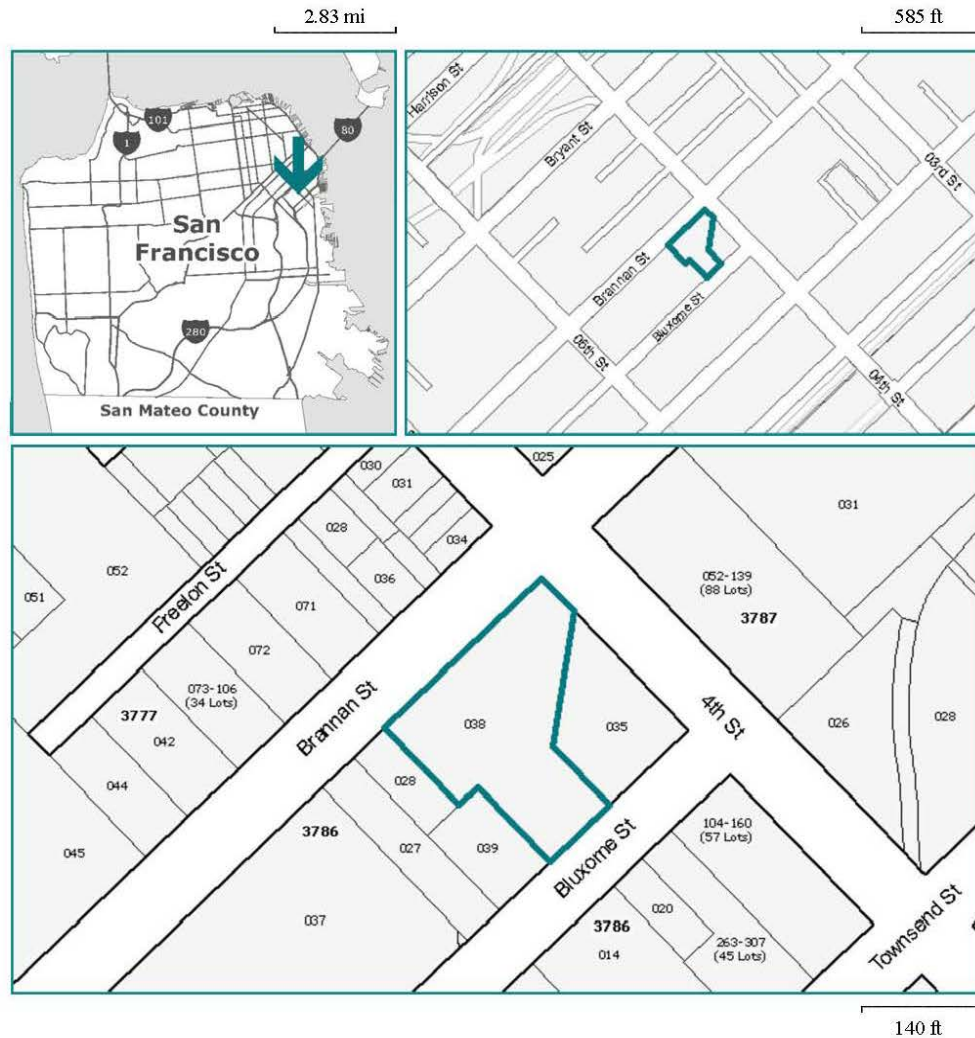 2.83 mi
585 ft
101
1
80
San
Francisco
280
San Mateo County
Harrison St
Bryant St
03rd St
Brannan St
Bluxome St
06th St
04th St
025
030
031
028
034
036
031
052
051
Freelon St
071
072
052-139
(88 Lots)
3787
073-106
(34 Lots)
3777
042
Brannan St
038
035
4th St
026
028
044
028
045
3786
027
039
Bluxome St
104-160
(57 Lots)
037
020
3786
014
263-307
(45 Lots)
Townsend St
140 ft